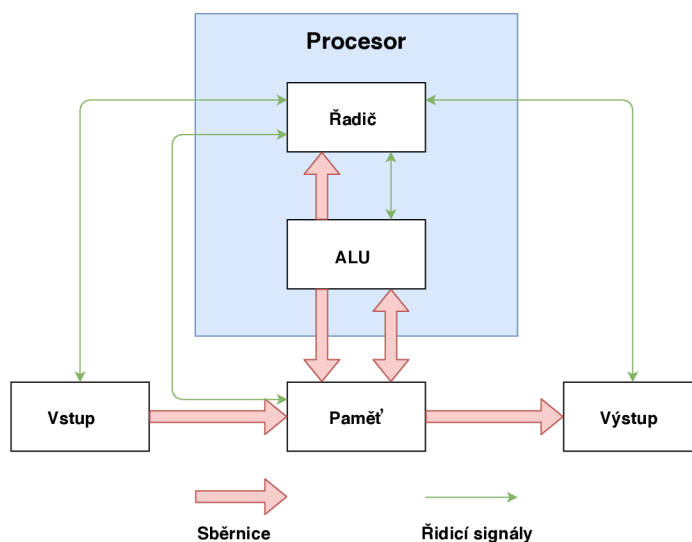 Procesor
Řadič
ALU
Vstup
Paměť
Výstup
Sběrnice
Řidicí signály